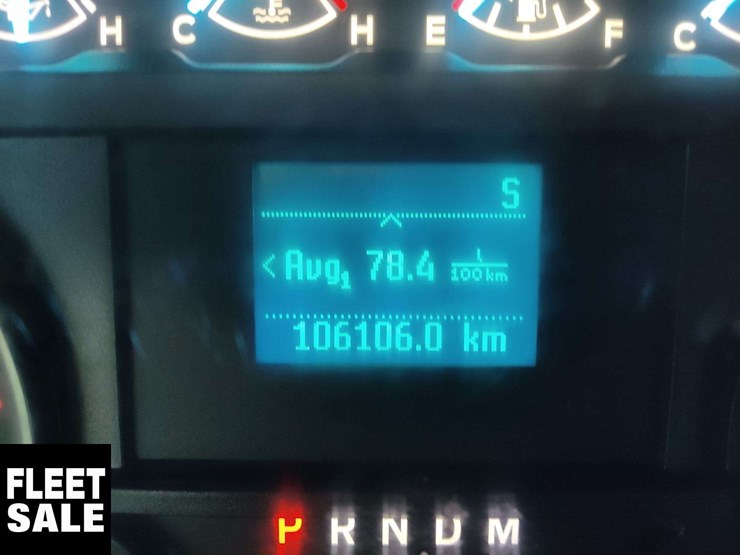 H C H E F C
S
< Avg1 78.4 l/100km
106106.0 km
P R N D M
FLEET
SALE